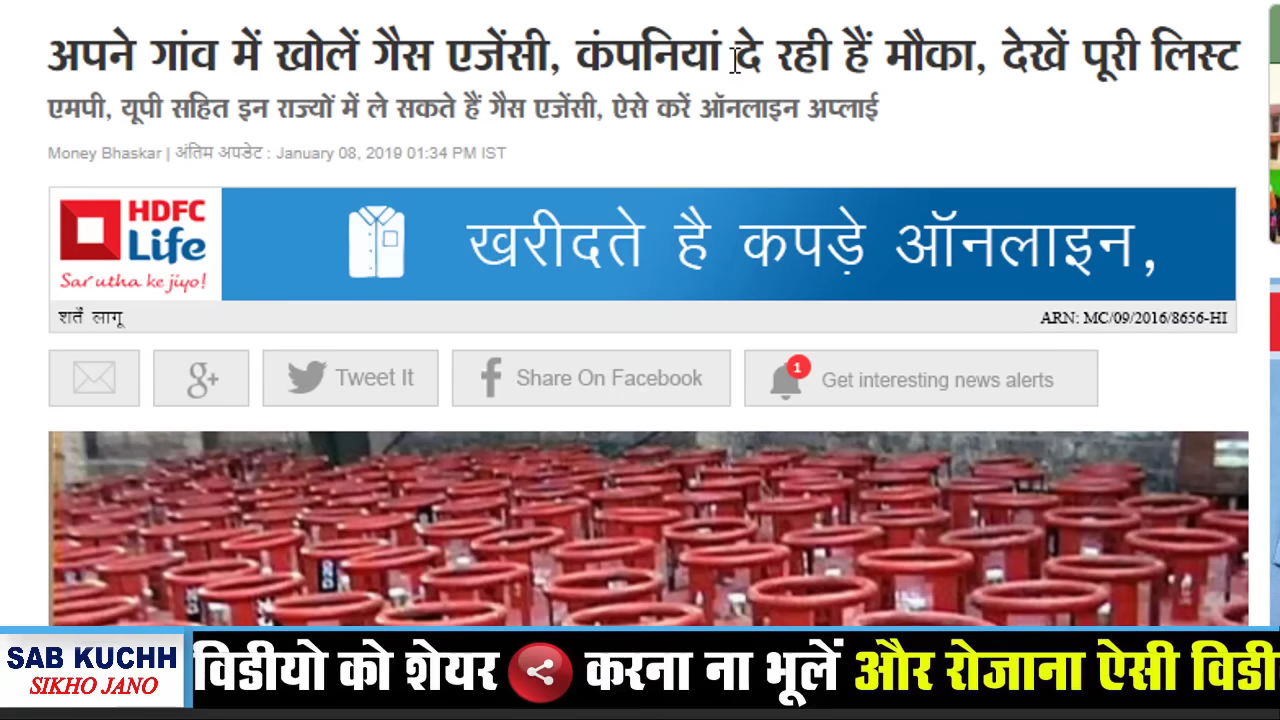 अपने गांव में खोलें गैस एजेंसी, कंपनियां दे रही हैं मौका, देखें पूरी लिस्ट
एमपी, यूपी सहित इन राज्यों में ले सकते हैं गैस एजेंसी, ऐसे करें ऑनलाइन अप्लाई
Money Bhaskar | अंतिम अपडेट : January 08, 2019 01:34 PM IST
HDFC
Life
Sar utha ke jiyo!
खरीदते है कपड़े ऑनलाइन,
शर्तें लागू
ARN: MC/09/2016/8656-HI
g+
Tweet It
Share On Facebook
1
Get interesting news alerts
SAB KUCHH
SIKHO JANO
विडीयो को शेयर करना ना भूलें और रोजाना ऐसी विडी